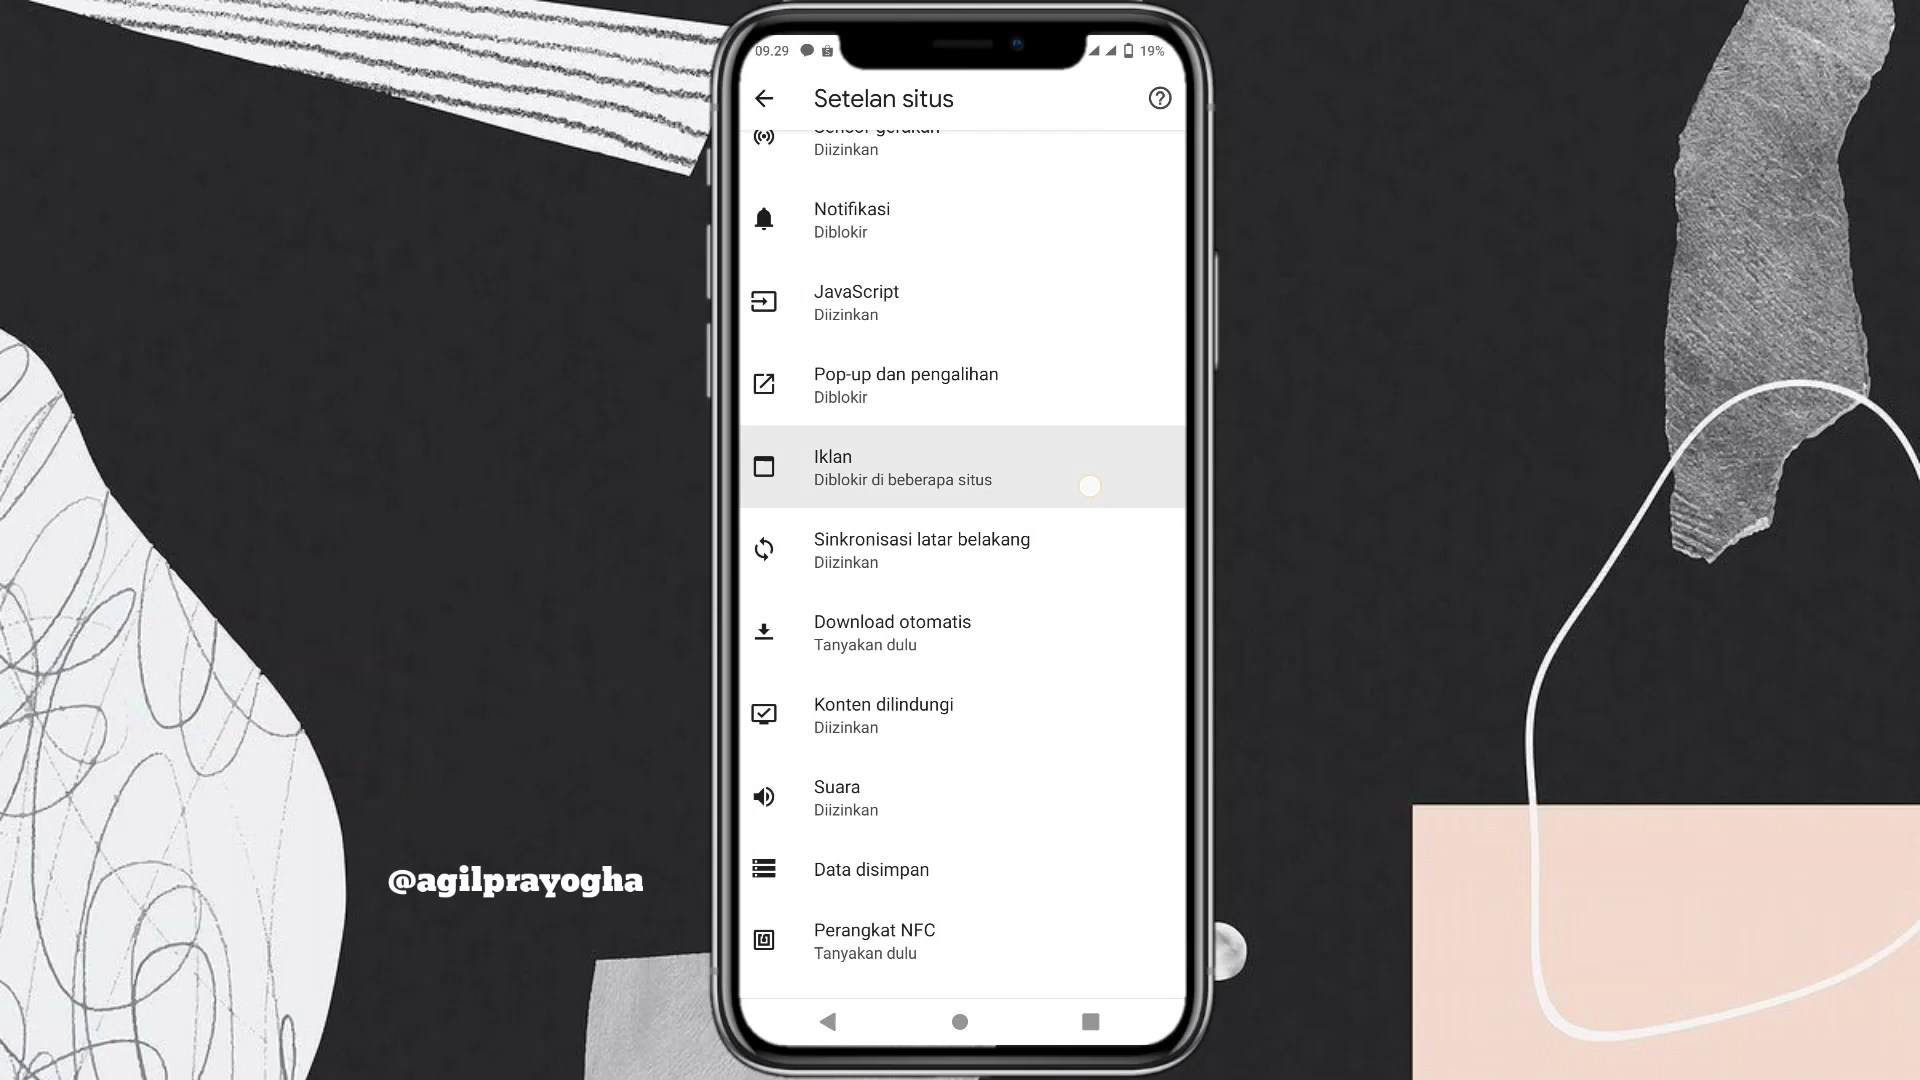 09.29
19%
Setelan situs
Sensor gerakan
Diizinkan
Notifikasi
Diblokir
JavaScript
Diizinkan
Pop-up dan pengalihan
Diblokir
Iklan
Diblokir di beberapa situs
Sinkronisasi latar belakang
Diizinkan
Download otomatis
Tanyakan dulu
Konten dilindungi
Diizinkan
Suara
Diizinkan
@agilprayogha
Data disimpan
Perangkat NFC
Tanyakan dulu